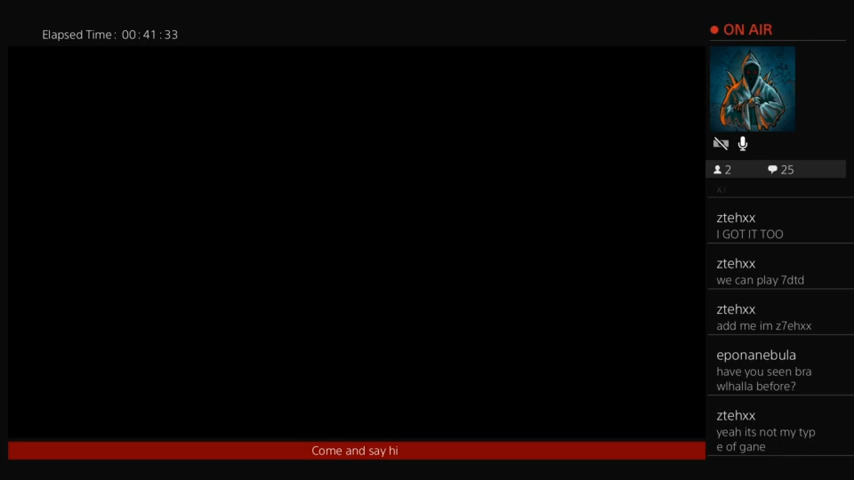 Elapsed Time: 00:41:33
ON AIR
2 25
ztehxx
I GOT IT TOO
ztehxx
we can play 7dtd
ztehxx
add me im z7ehxx
eponanebula
have you seen bra
wlhalla before?
ztehxx
yeah its not my typ
e of gane
Come and say hi